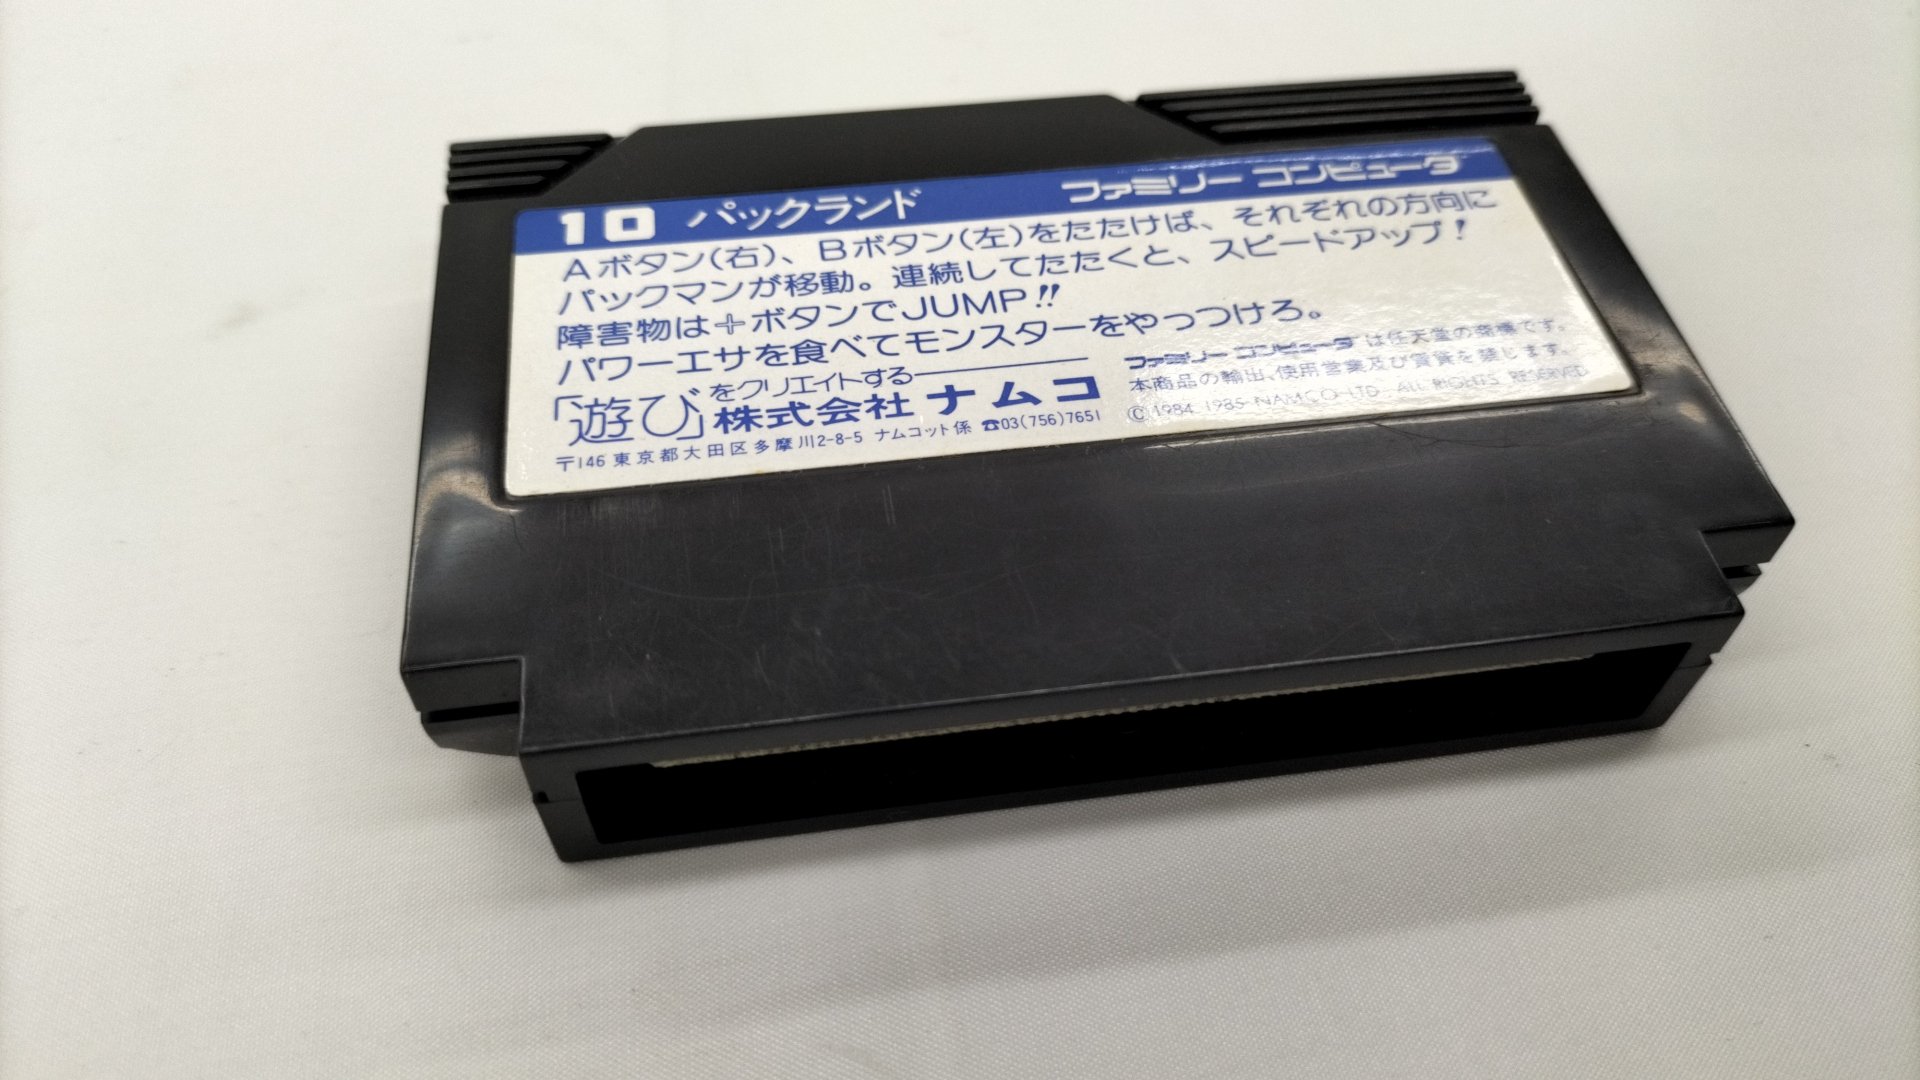 10 パックランド ファミリー コンピュータ
Aボタン(右)、Bボタン(左)をたたけば、それぞれの方向に
パックマンが移動。連続してたたくと、スピードアップ!
障害物は+ボタンでJUMP!!
パワーエサを食べてモンスターをやっつけろ。
「遊び」をクリエイトする
株式会社ナムコ
〒146 東京都大田区多摩川2-8-5 ナムコット係 ☎03(756)7651
ファミリー コンピュータは任天堂の商標です。
本商品の輸出、使用営業及び賃貸を禁じます。
©1984 1985 NAMCO LTD. ALL RIGHTS RESERVED